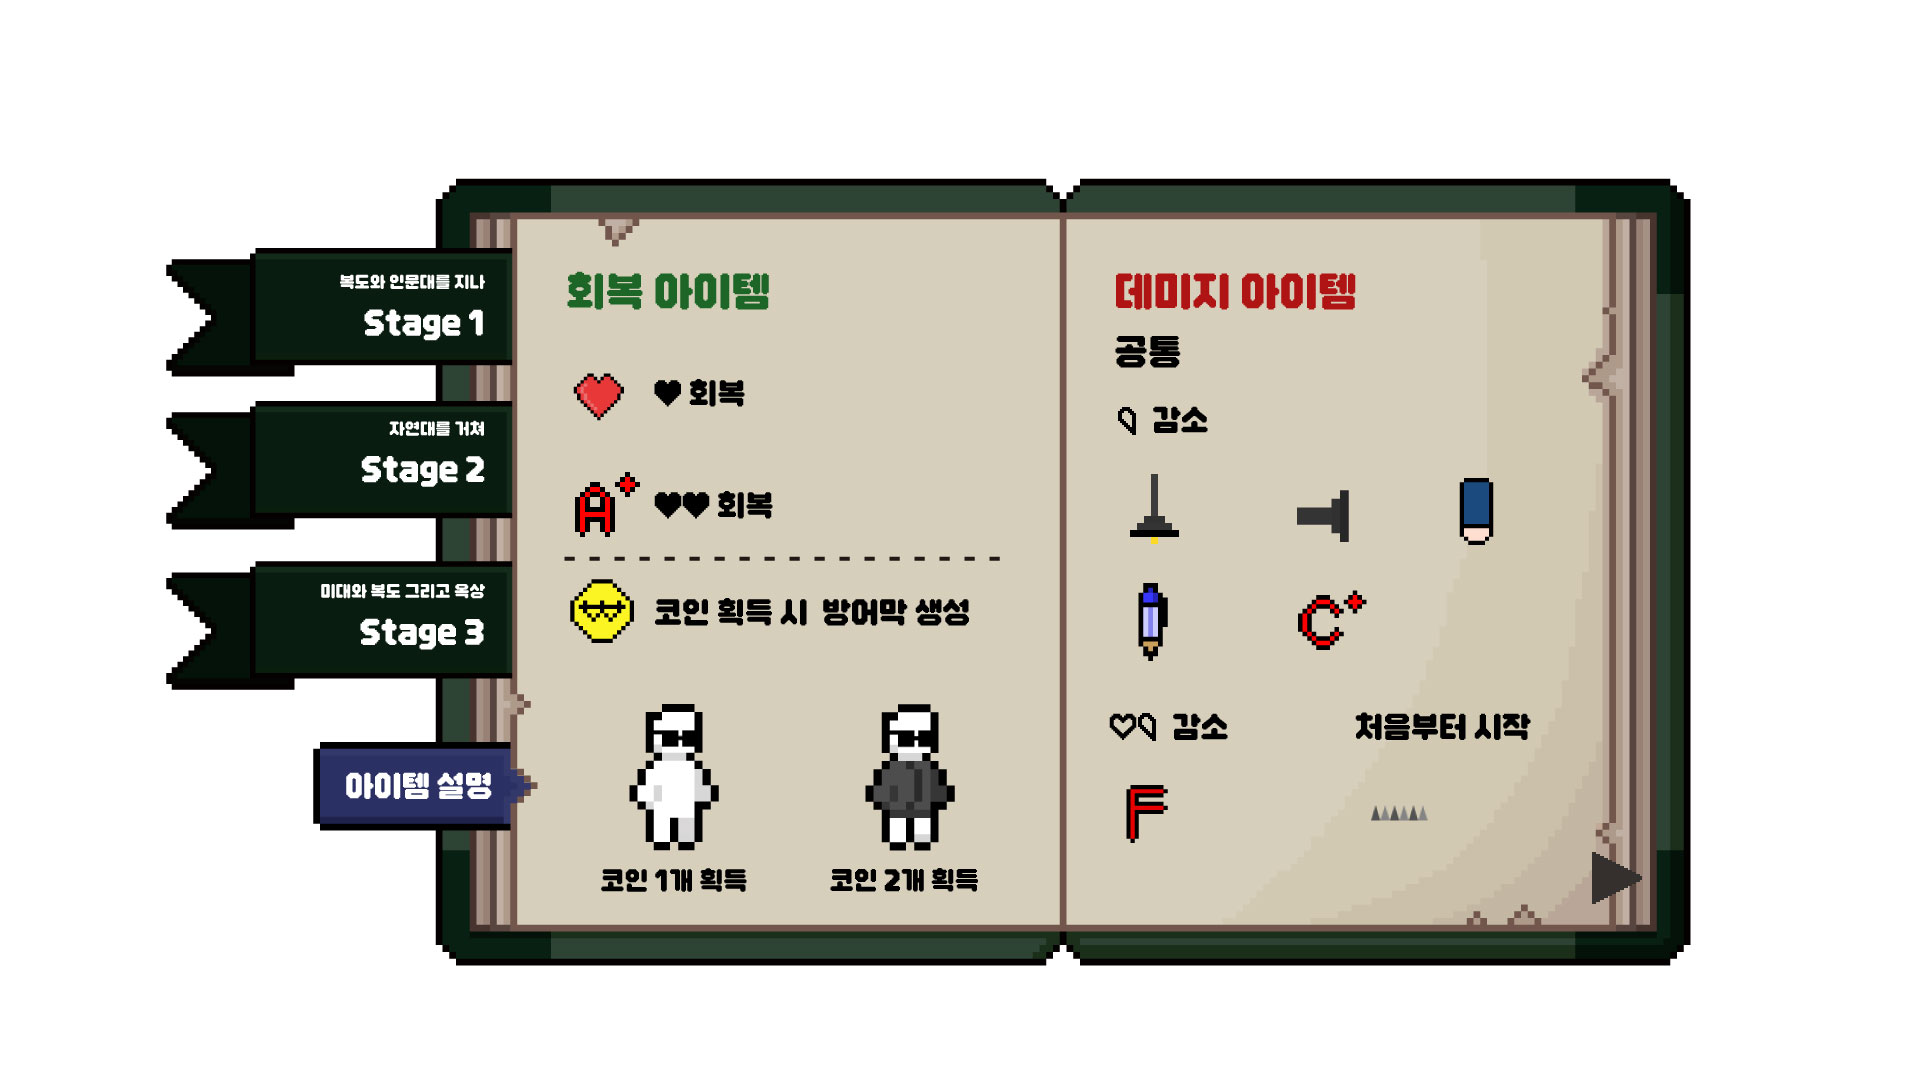 복도와 인문대를 지나
Stage 1
자연대를 거쳐
Stage 2
미대와 복도 그리고 옥상
Stage 3
아이템 설명
회복 아이템
회복
A+
회복
코인 획득 시 방어막 생성
코인 1개 획득
코인 2개 획득
데미지 아이템
공통
감소
C+
감소
처음부터 시작
F